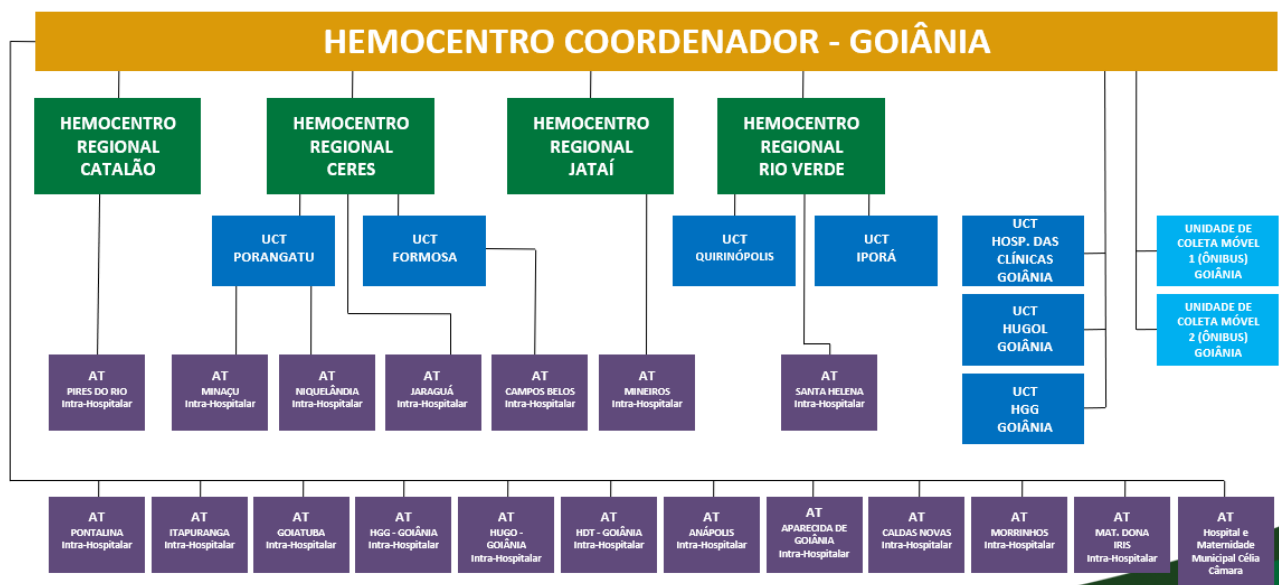 HEMOCENTRO COORDENADOR - GOIÂNIA
HEMOCENTRO
REGIONAL
CATALÃO
HEMOCENTRO
REGIONAL
CERES
HEMOCENTRO
REGIONAL
JATAÍ
HEMOCENTRO
REGIONAL
RIO VERDE
UCT
PORANGATU
UCT
FORMOSA
UCT
QUIRINÓPOLIS
UCT
IPORÁ
UCT
HOSP. DAS
CLÍNICAS
GOIÂNIA
UNIDADE DE
COLETA MÓVEL
1 (ÔNIBUS)
GOIÂNIA
UCT
HUGOL
GOIÂNIA
UNIDADE DE
COLETA MÓVEL
2 (ÔNIBUS)
GOIÂNIA
AT
PIRES DO RIO
Intra-Hospitalar
AT
MINAÇU
Intra-Hospitalar
AT
NIQUELÂNDIA
Intra-Hospitalar
AT
JARAGUÁ
Intra-Hospitalar
AT
CAMPOS BELOS
Intra-Hospitalar
AT
MINEIROS
Intra-Hospitalar
AT
SANTA HELENA
Intra-Hospitalar
UCT
HGG
GOIÂNIA
AT
PONTALINA
Intra-Hospitalar
AT
ITAPURANGA
Intra-Hospitalar
AT
GOIATUBA
Intra-Hospitalar
AT
HGG - GOIÂNIA
Intra-Hospitalar
AT
HUGO -
GOIÂNIA
Intra-Hospitalar
AT
HDT - GOIÂNIA
Intra-Hospitalar
AT
ANÁPOLIS
Intra-Hospitalar
AT
APARECIDA DE
GOIÂNIA
Intra-Hospitalar
AT
CALDAS NOVAS
Intra-Hospitalar
AT
MORRINHOS
Intra-Hospitalar
AT
MAT. DONA
IRIS
Intra-Hospitalar
AT
Hospital e
Maternidade
Municipal Célia
Câmara